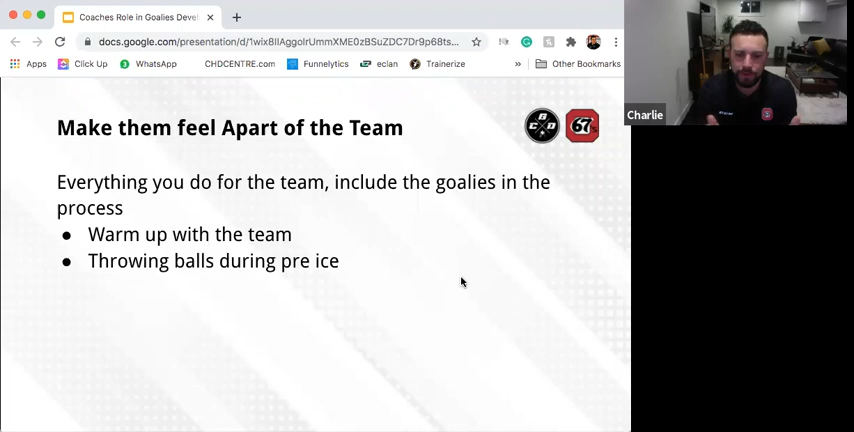 Coaches Role in Goalies Devel
docs.google.com/presentation/d/1wix8IIAggolrUmmXME0zBSuZDC7Dr9p68ts...
Apps Click Up WhatsApp CHDCENTRE.com Funnelytics eclan Trainerize » Other Bookmarks
Charlie
Make them feel Apart of the Team
G C D
67's
Everything you do for the team, include the goalies in the
process
● Warm up with the team
● Throwing balls during pre ice